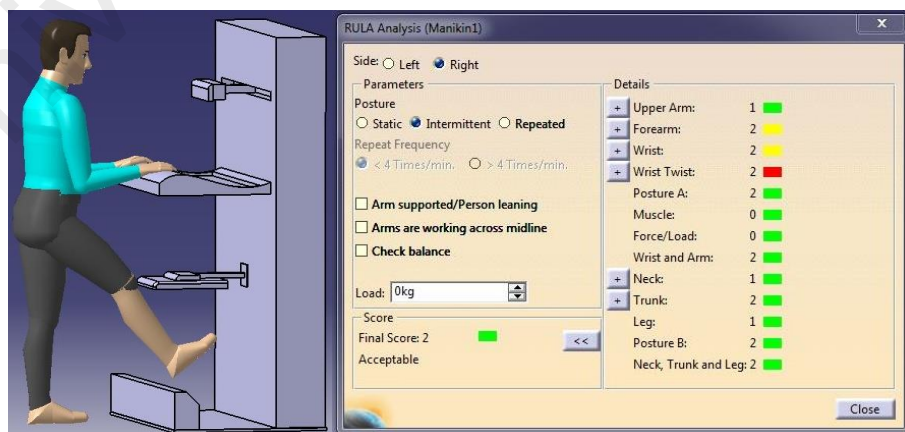 RULA Analysis (Manikin1)
x
Side: Left Right
Parameters
Posture
Static Intermittent Repeated
Repeat Frequency
< 4 Times/min. > 4 Times/min.
Arm supported/Person leaning
Arms are working across midline
Check balance
Load: 0kg
Score
Final Score: 2
<<
Acceptable
Details
+ Upper Arm: 1
+ Forearm: 2
+ Wrist: 2
+ Wrist Twist: 2
Posture A: 2
Muscle: 0
Force/Load: 0
Wrist and Arm: 2
+ Neck: 1
+ Trunk: 2
Leg: 1
Posture B: 2
Neck, Trunk and Leg: 2
Close